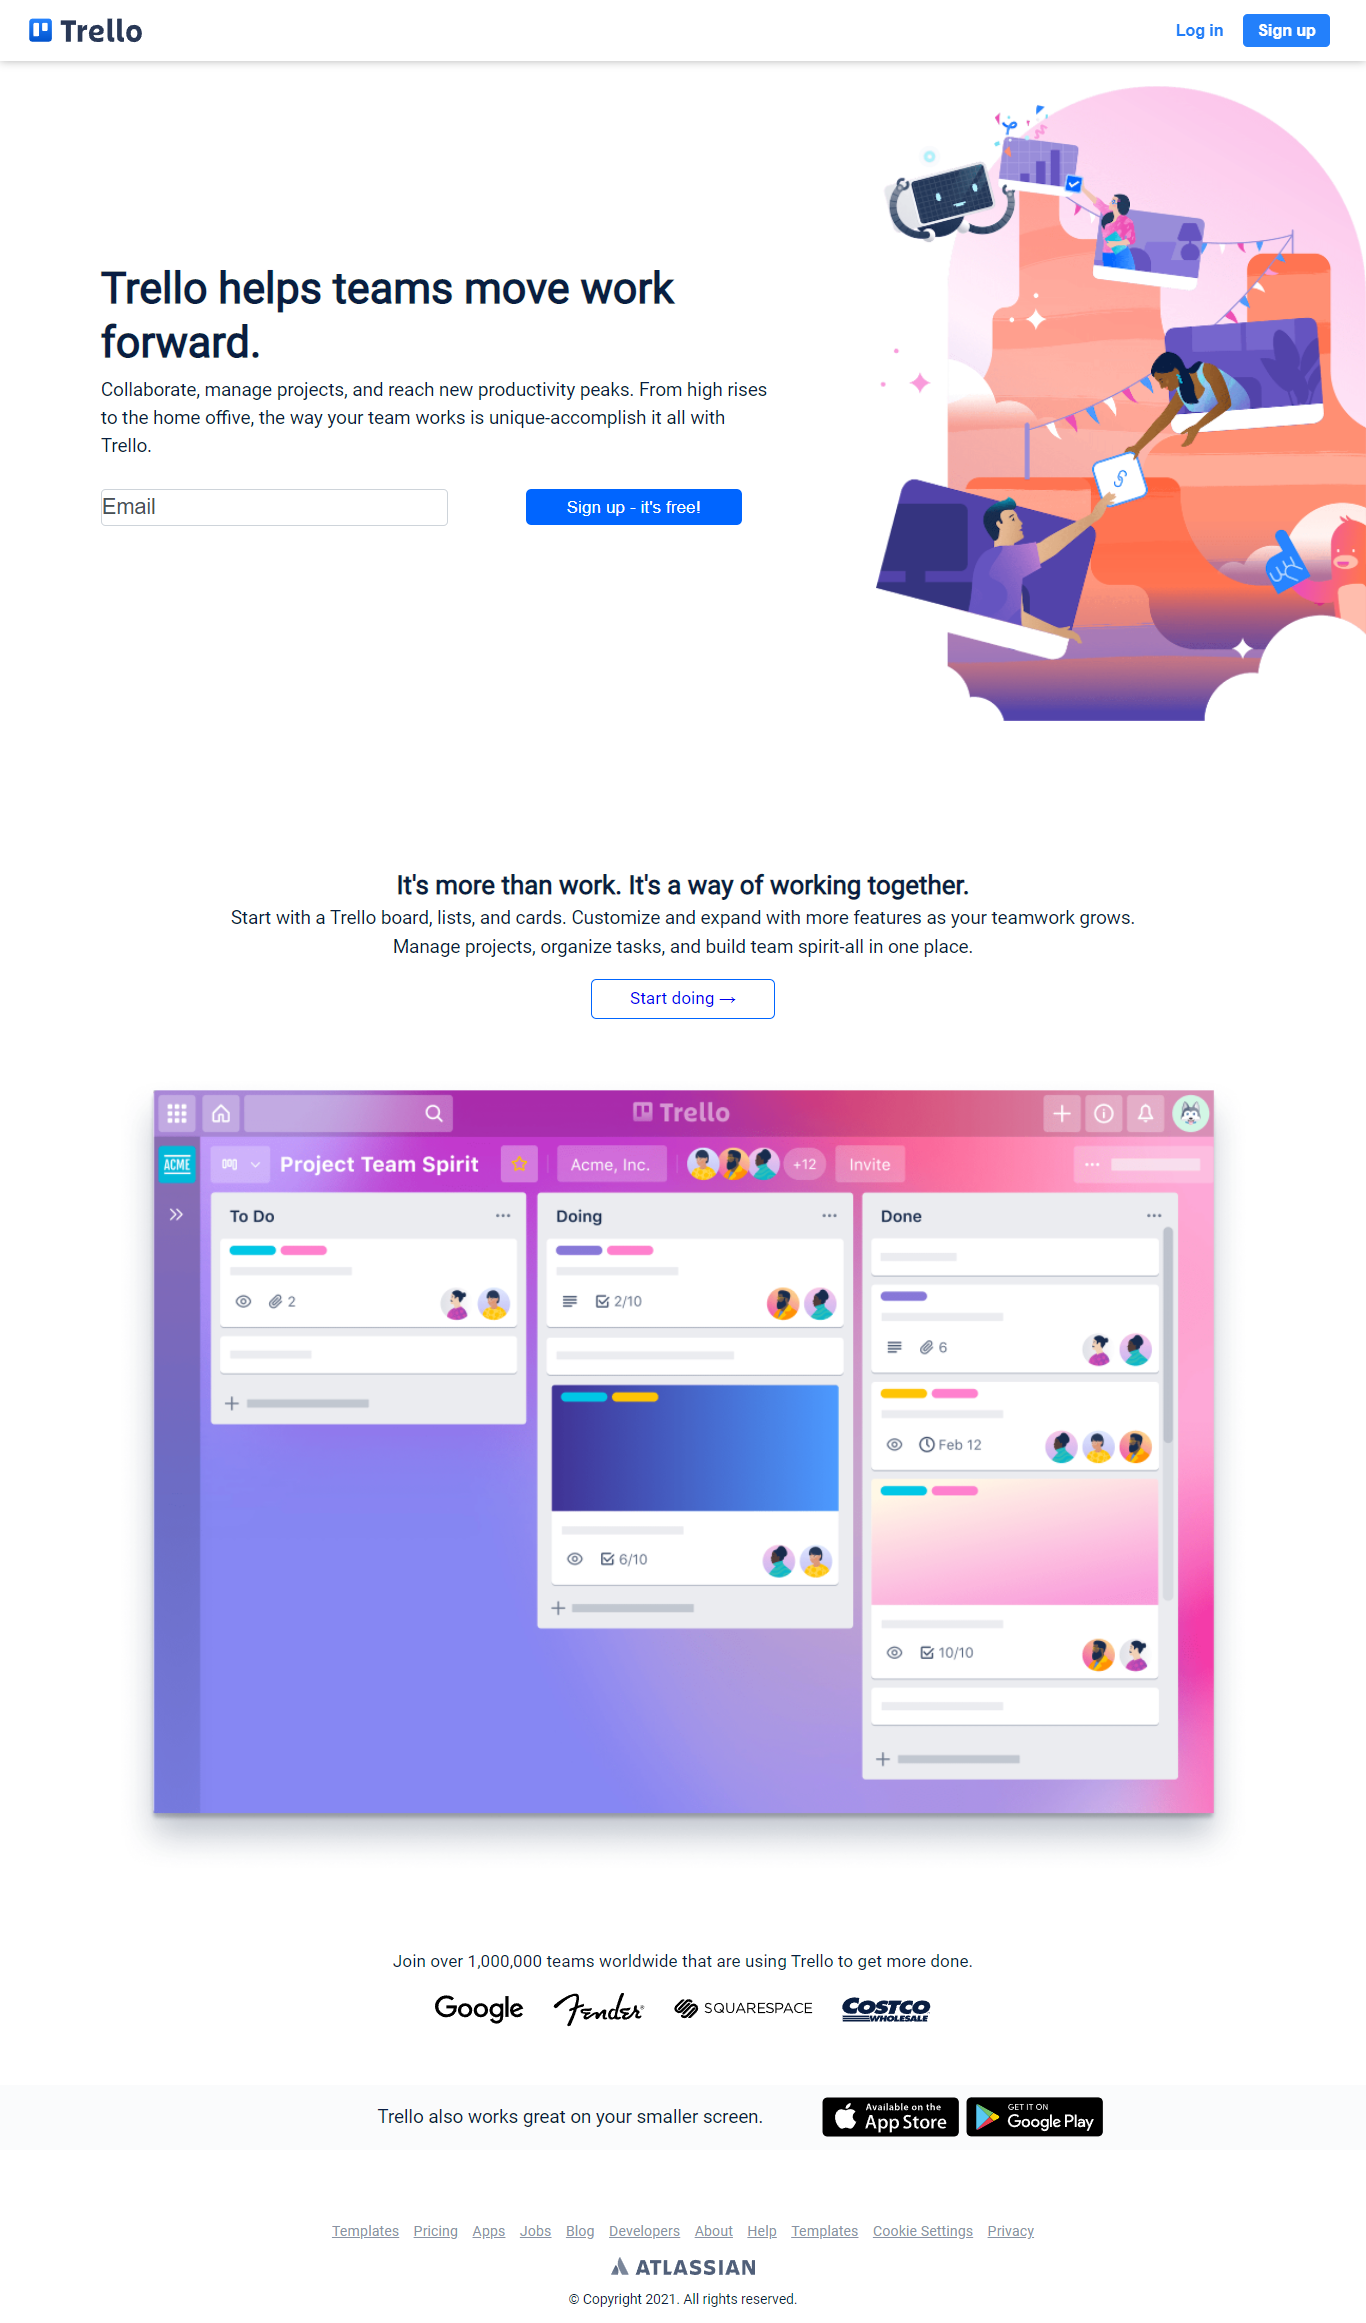 Trello
Log in
Sign up
Trello helps teams move work
forward.
Collaborate, manage projects, and reach new productivity peaks. From high rises
to the home offive, the way your team works is unique-accomplish it all with
Trello.
Email
Sign up - it's free!
It's more than work. It's a way of working together.
Start with a Trello board, lists, and cards. Customize and expand with more features as your teamwork grows.
Manage projects, organize tasks, and build team spirit-all in one place.
Start doing →
Trello
ACME
Project Team Spirit
Acme, Inc.
+12
Invite
To Do
Doing
Done
2
2/10
6
Feb 12
6/10
10/10
Join over 1,000,000 teams worldwide that are using Trello to get more done.
Google
Fender
SQUARESPACE
COSTCO
WHOLESALE
Trello also works great on your smaller screen.
Available on the
App Store
GET IT ON
Google Play
Templates Pricing Apps Jobs Blog Developers About Help Templates Cookie Settings Privacy
ATLASSIAN
© Copyright 2021. All rights reserved.